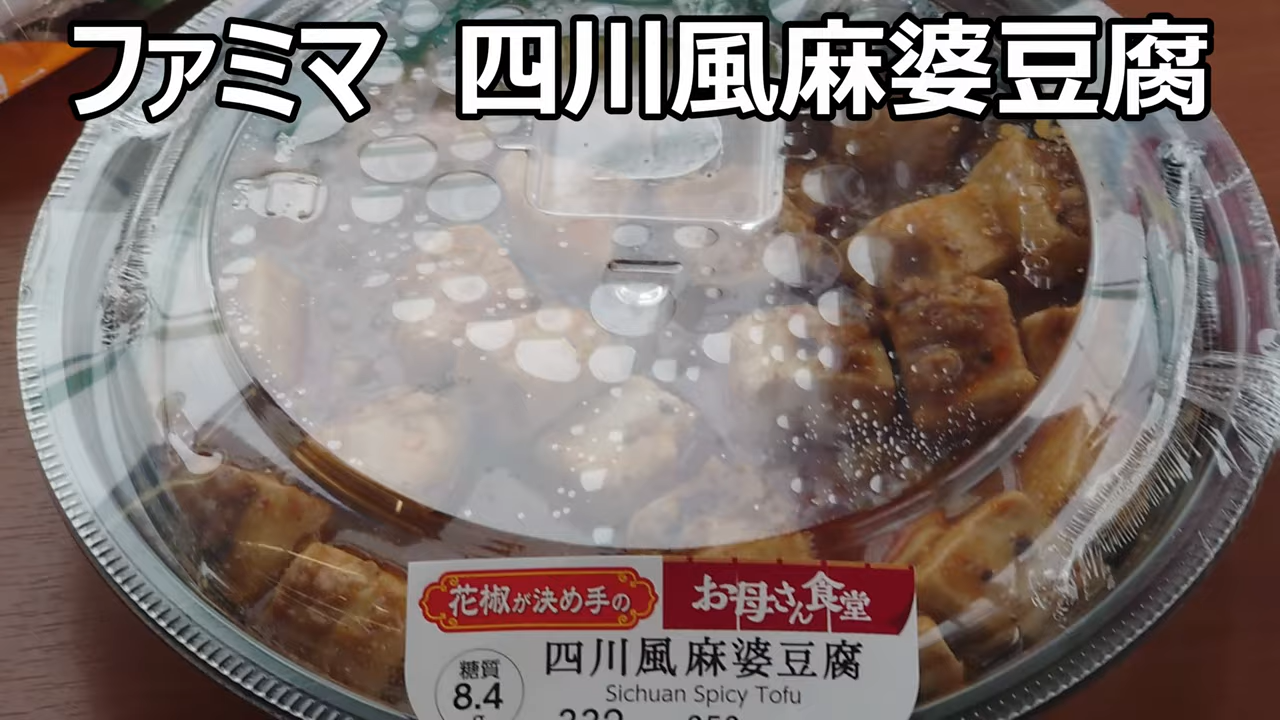 ファミマ 四川風麻婆豆腐
花椒が決め手の
お母さん食堂
四川風麻婆豆腐
Sichuan Spicy Tofu
糖質
8.4
g